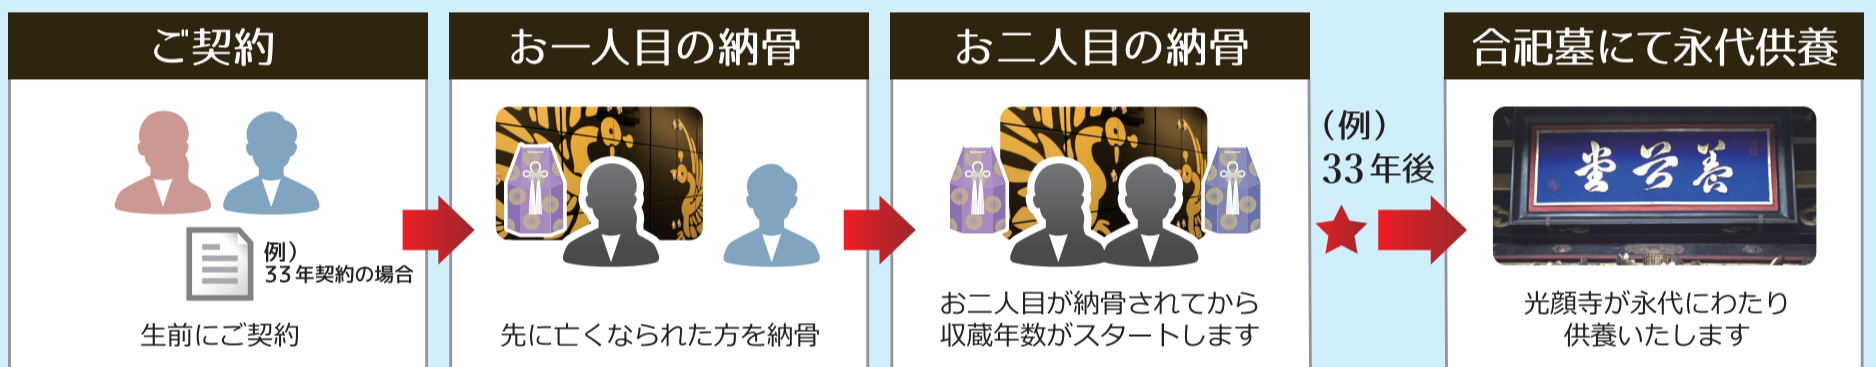 ご契約
例）
33年契約の場合
生前にご契約
お一人目の納骨
先に亡くなられた方を納骨
お二人目の納骨
お二人目が納骨されてから
収蔵年数がスタートします
（例）
33年後
合祀墓にて永代供養
光顔寺が永代にわたり
供養いたします